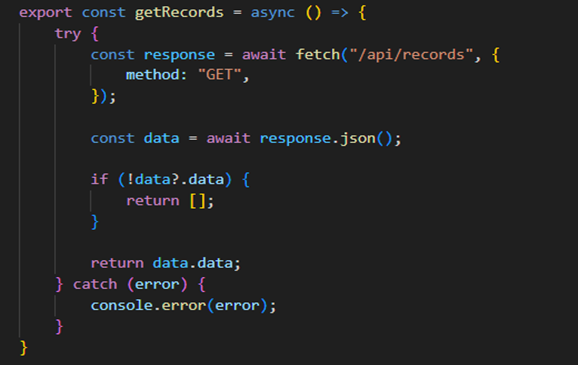 export const getRecords = async () => {
    try {
        const response = await fetch("/api/records", {
            method: "GET",
        });

        const data = await response.json();

        if (!data?.data) {
            return [];
        }

        return data.data;
    } catch (error) {
        console.error(error);
    }
}